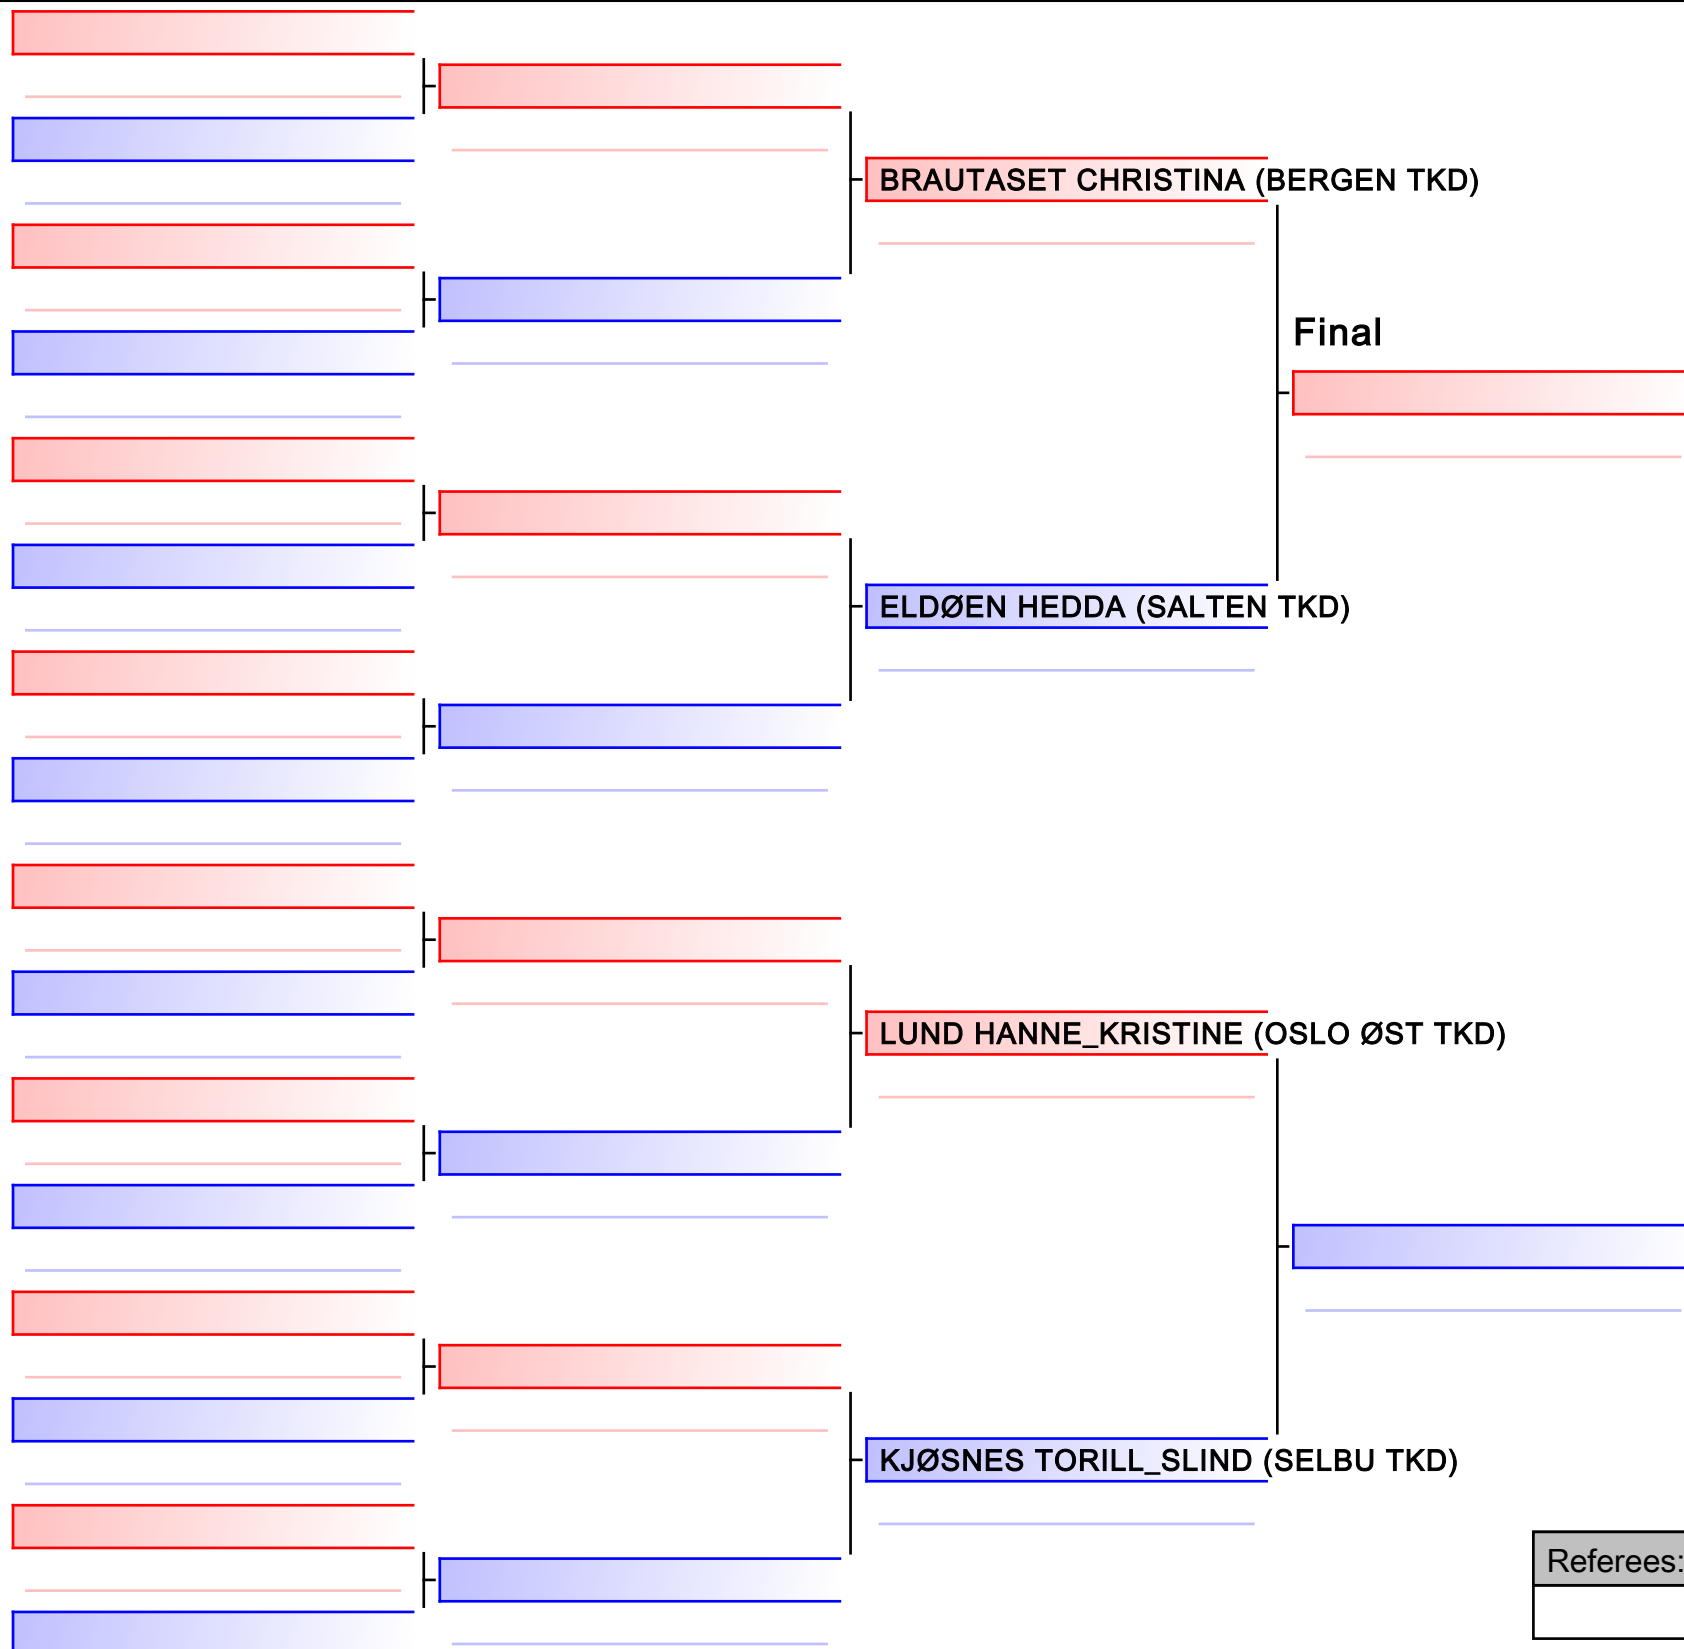 BRAUTASET CHRISTINA (BERGEN TKD)
Final
ELDØEN HEDDA (SALTEN TKD)
LUND HANNE_KRISTINE (OSLO ØST TKD)
KJØSNES TORILL_SLIND (SELBU TKD)
Referees: